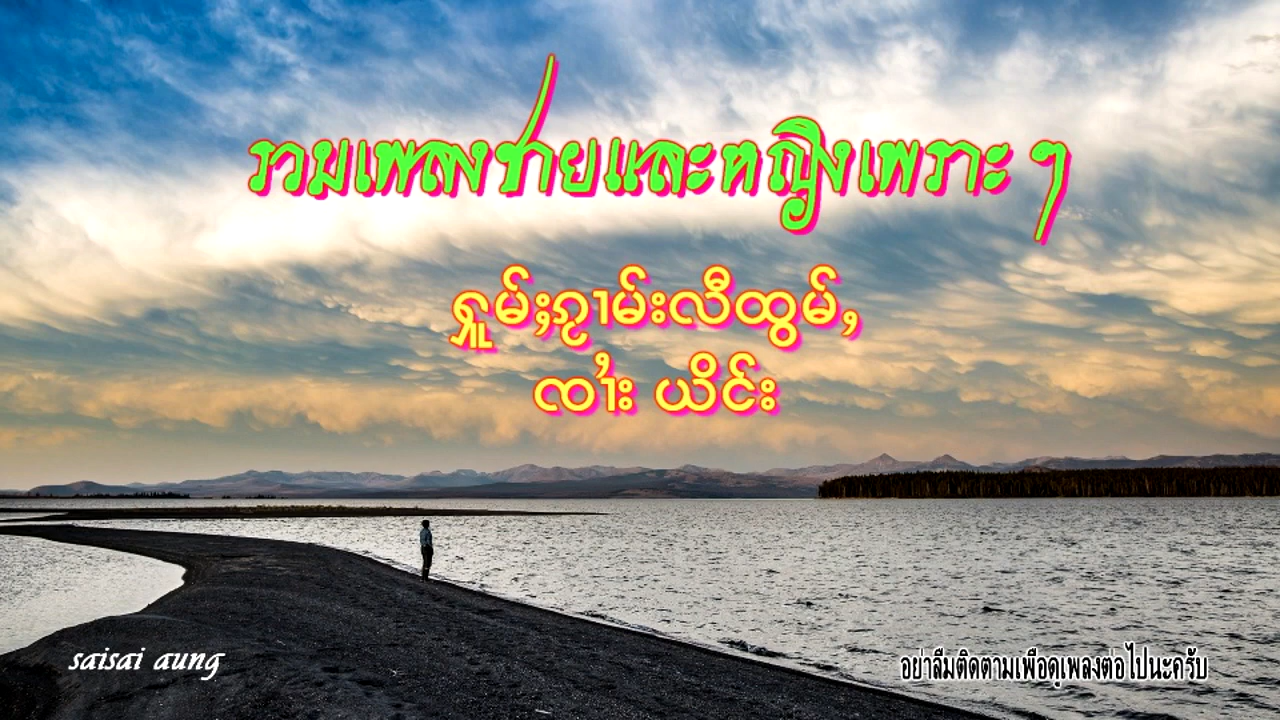 รวมเพลงชายและหญิงเพราะ ๆ
ႁူမ်ႈၵႂၢမ်းလီထွမ်ႇ
ၸၢႆး ယိင်း
saisai aung
อย่าลืมติดตามเพือดูเพลงต่อไปนะครับ